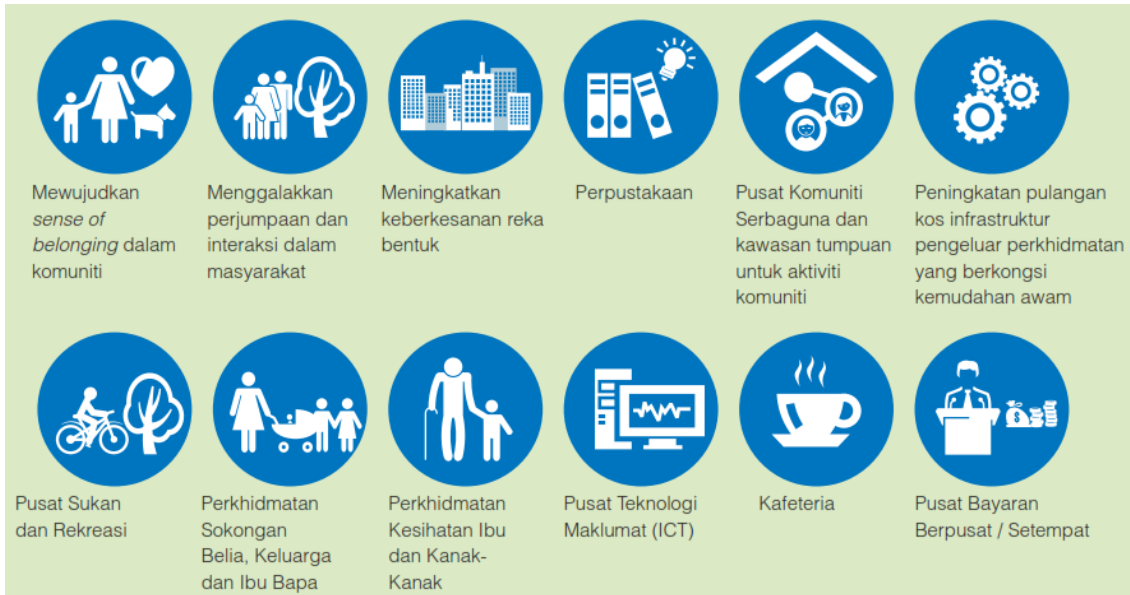 Mewujudkan
sense of
belonging dalam
komuniti
Menggalakkan
perjumpaan dan
interaksi dalam
masyarakat
Meningkatkan
keberkesanan reka
bentuk
Perpustakaan
Pusat Komuniti
Serbaguna dan
kawasan tumpuan
untuk aktiviti
komuniti
Peningkatan pulangan
kos infrastruktur
pengeluar perkhidmatan
yang berkongsi
kemudahan awam
Pusat Sukan
dan Rekreasi
Perkhidmatan
Sokongan
Belia, Keluarga
dan Ibu Bapa
Perkhidmatan
Kesihatan Ibu
dan Kanak-
Kanak
Pusat Teknologi
Maklumat (ICT)
Kafeteria
$
Pusat Bayaran
Berpusat / Setempat